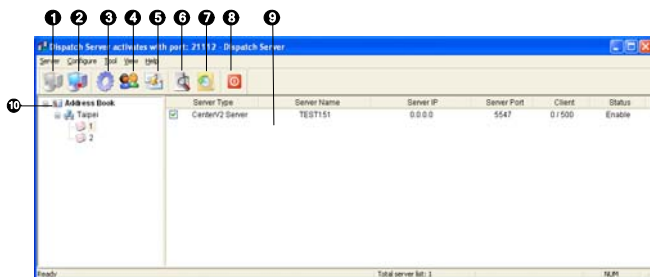 1 2 3 4 5 6 7 8 9
Dispatch Server activates with port: 21112 - Dispatch Server
Server Configure Tool View Help
10 Address Book
Server Type Server Name Server IP Server Port Client Status
Taipei
CenterV2 Server TEST151 0.0.0.0 5547 0 / 500 Enable
1
2
Ready Total server list: 1 NUM